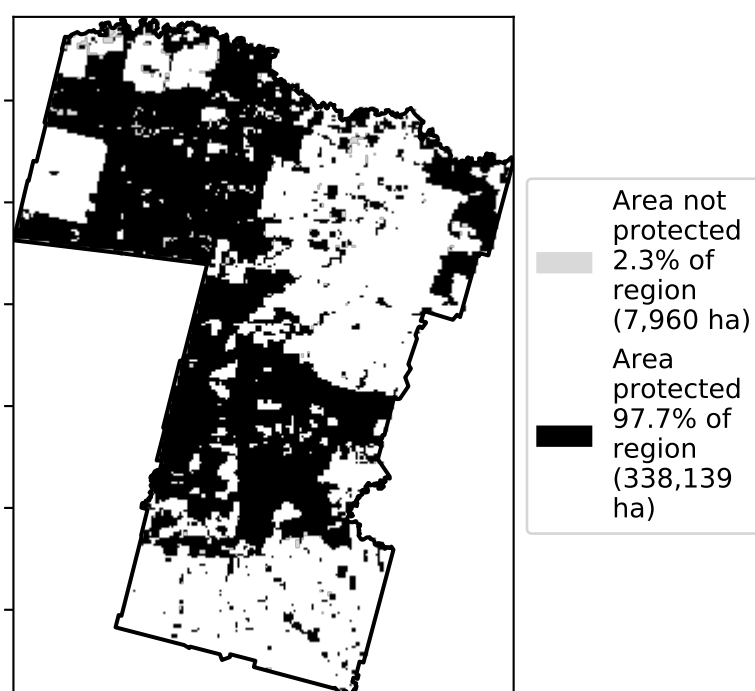 Area not
protected
2.3% of
region
(7,960 ha)
Area
protected
97.7% of
region
(338,139
ha)